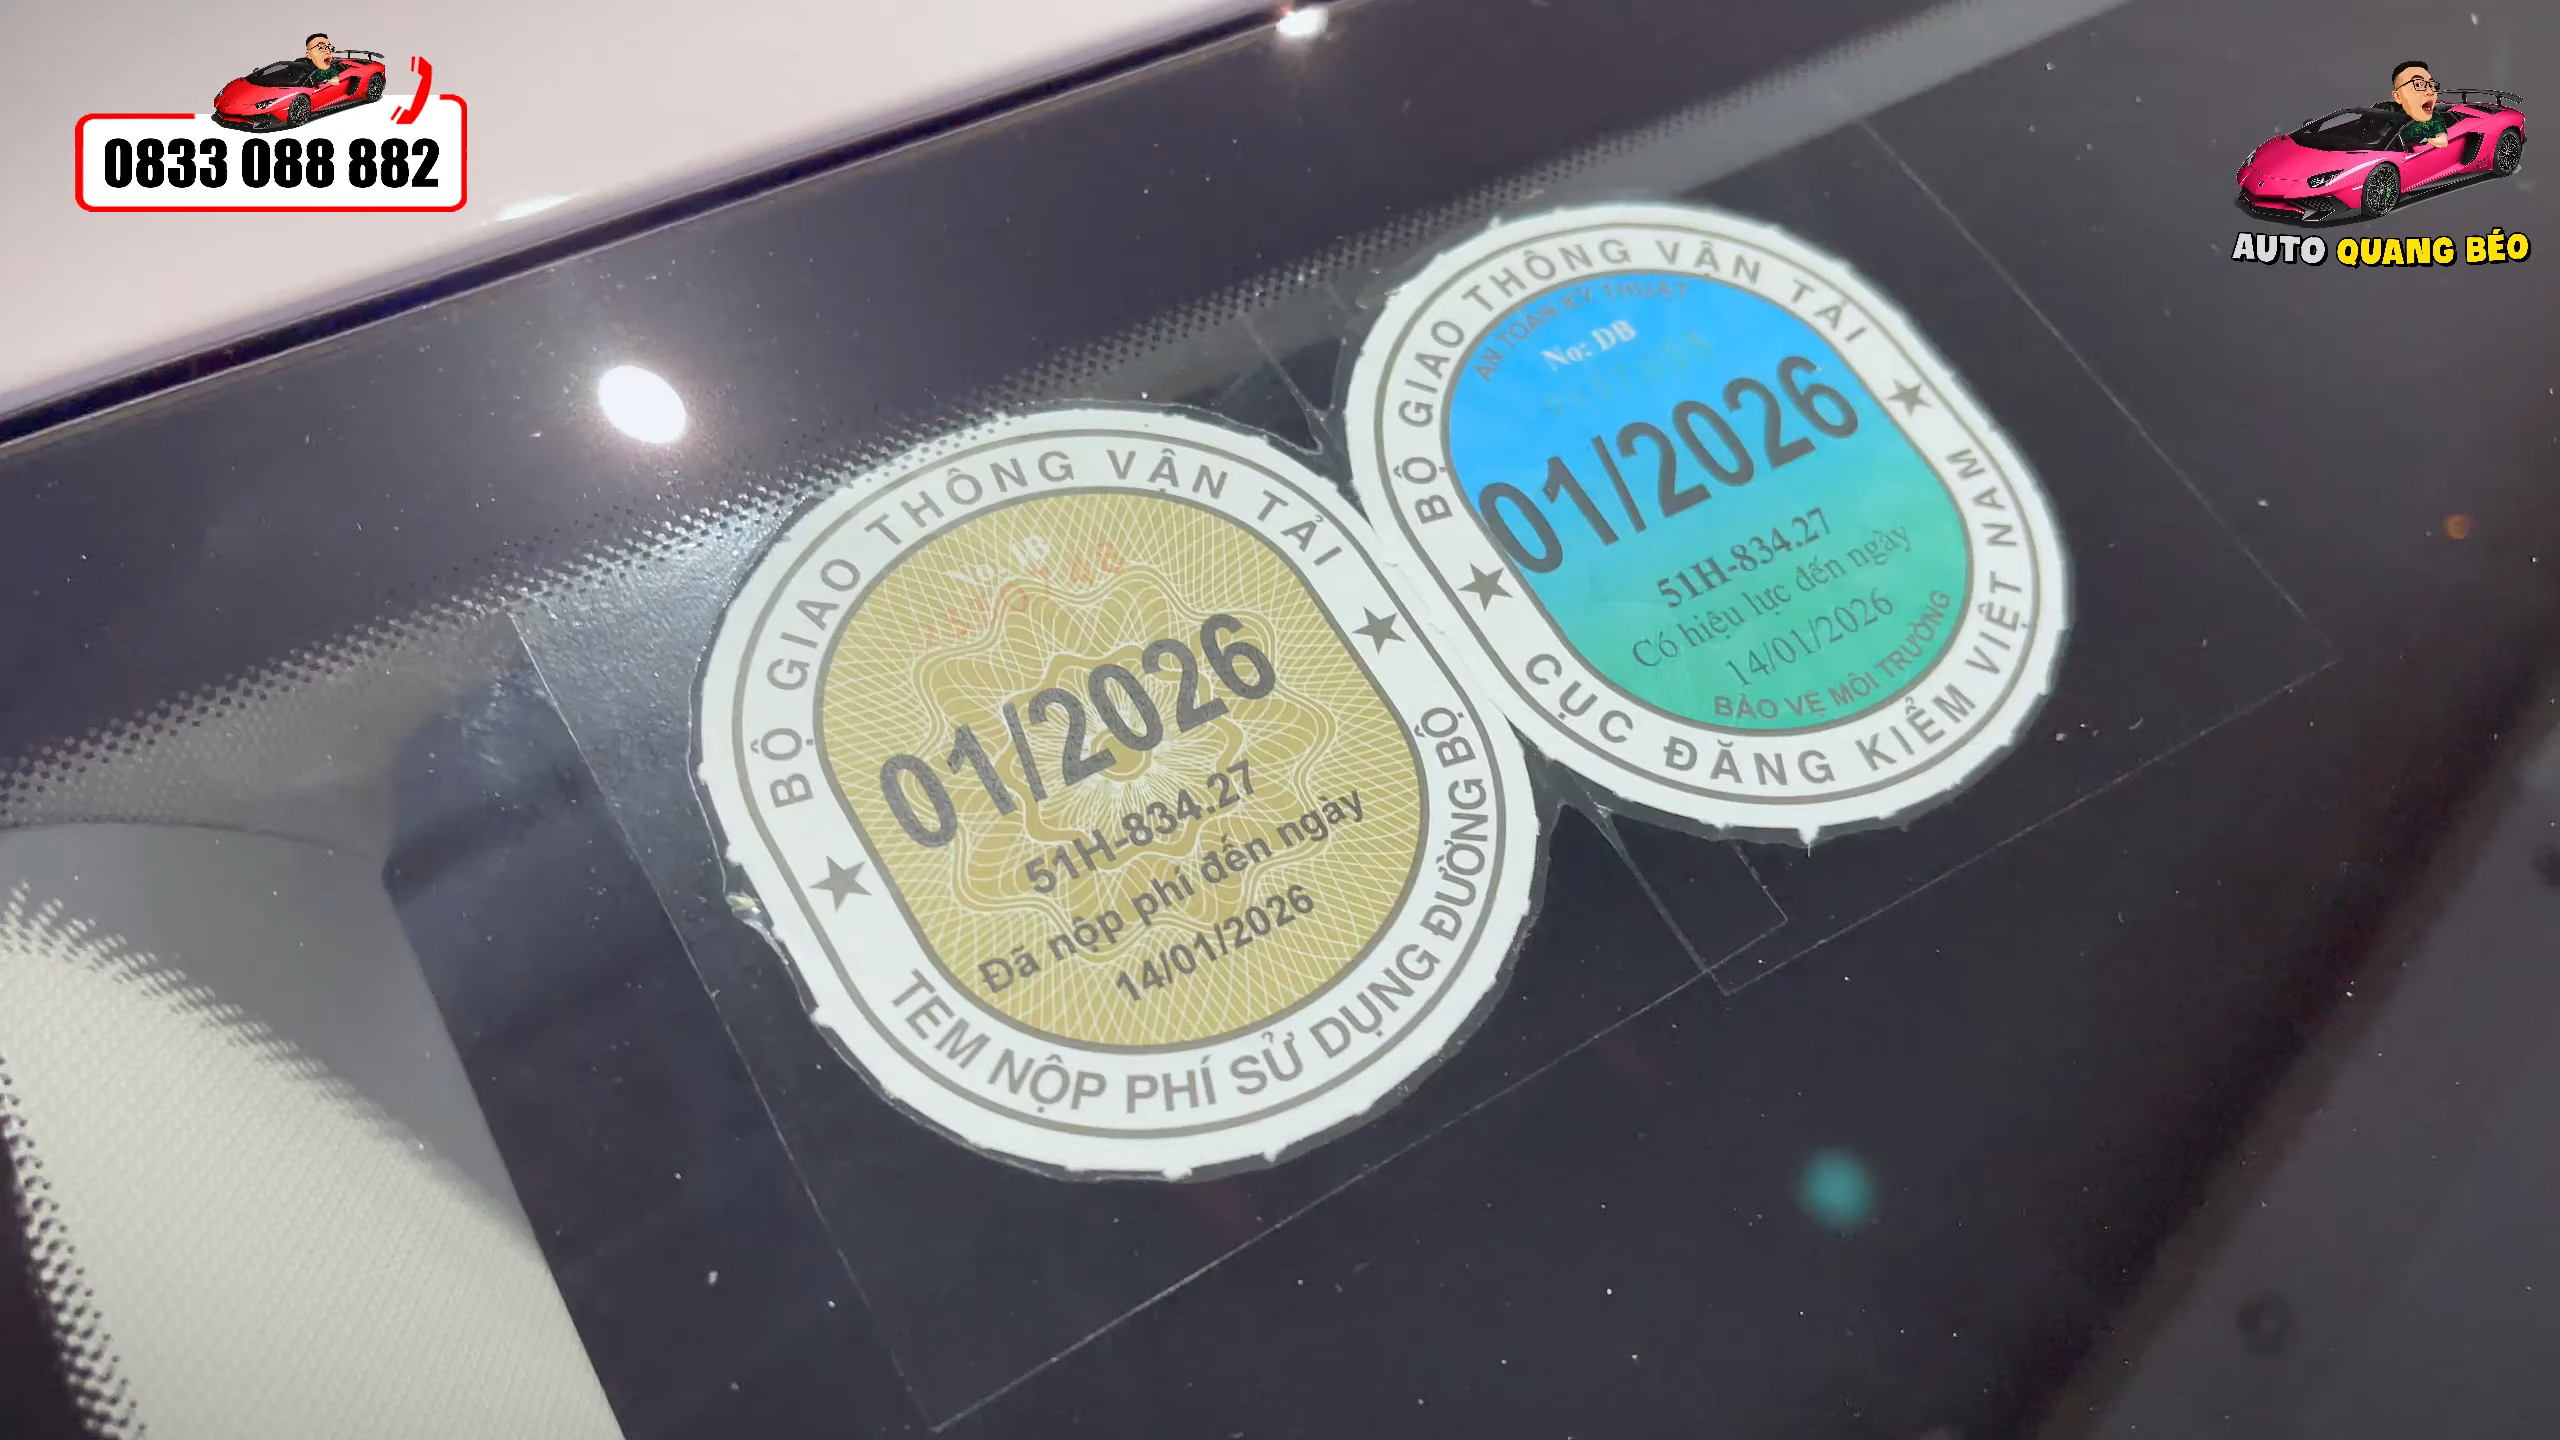 0833 088 882
AUTO QUANG BÉO
BỘ GIAO THÔNG VẬN TẢI
No: 1B
01/2026
51H-834.27
Đã nộp phí đến ngày
14/01/2026
TEM NỘP PHÍ SỬ DỤNG ĐƯỜNG BỘ
BỘ GIAO THÔNG VẬN TẢI
AN TOÀN KỸ THUẬT
No: DB
01/2026
51H-834.27
Có hiệu lực đến ngày
14/01/2026
BẢO VỆ MÔI TRƯỜNG
CỤC ĐĂNG KIỂM VIỆT NAM